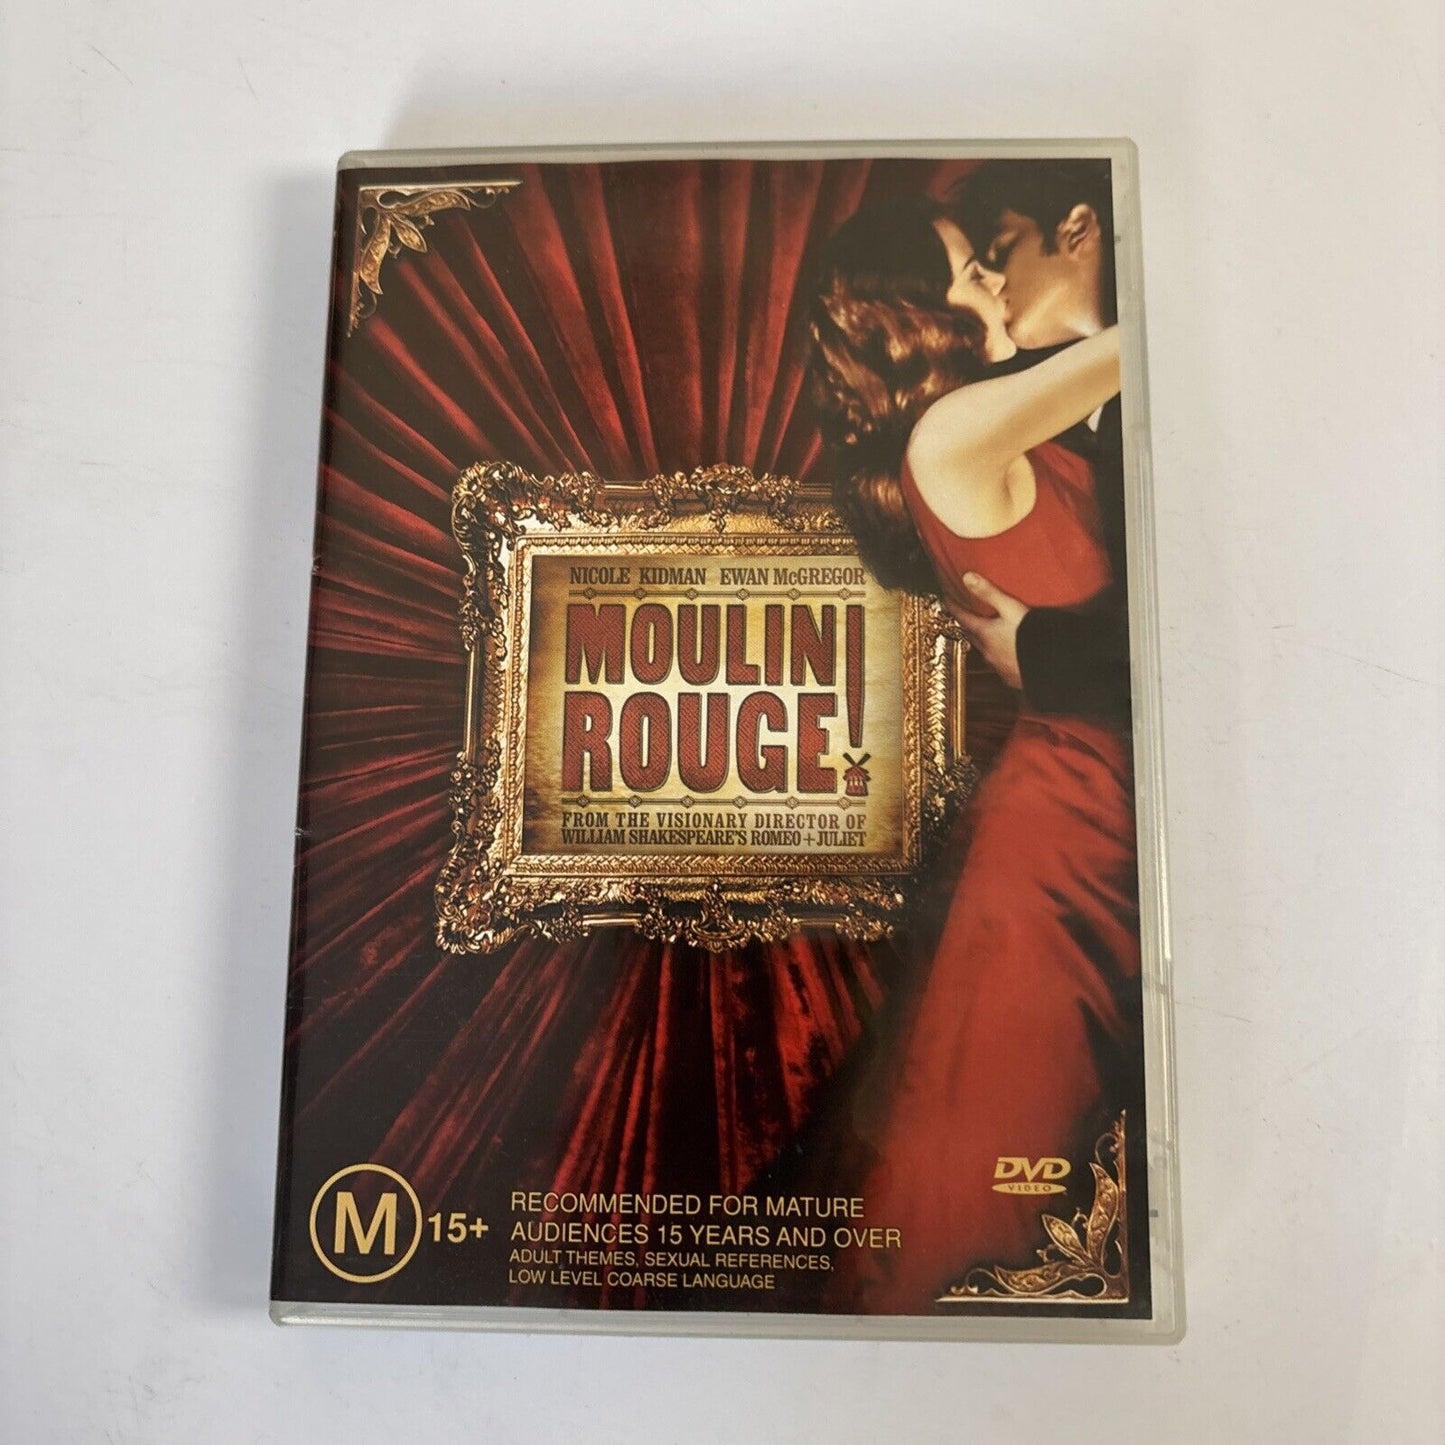 NICOLE KIDMAN EWAN McGREGOR
MOULIN
ROUGE!
FROM THE VISIONARY DIRECTOR OF
WILLIAM SHAKESPEARE'S ROMEO + JULIET
M 15+
RECOMMENDED FOR MATURE
AUDIENCES 15 YEARS AND OVER
ADULT THEMES, SEXUAL REFERENCES,
LOW LEVEL COARSE LANGUAGE
DVD
VIDEO